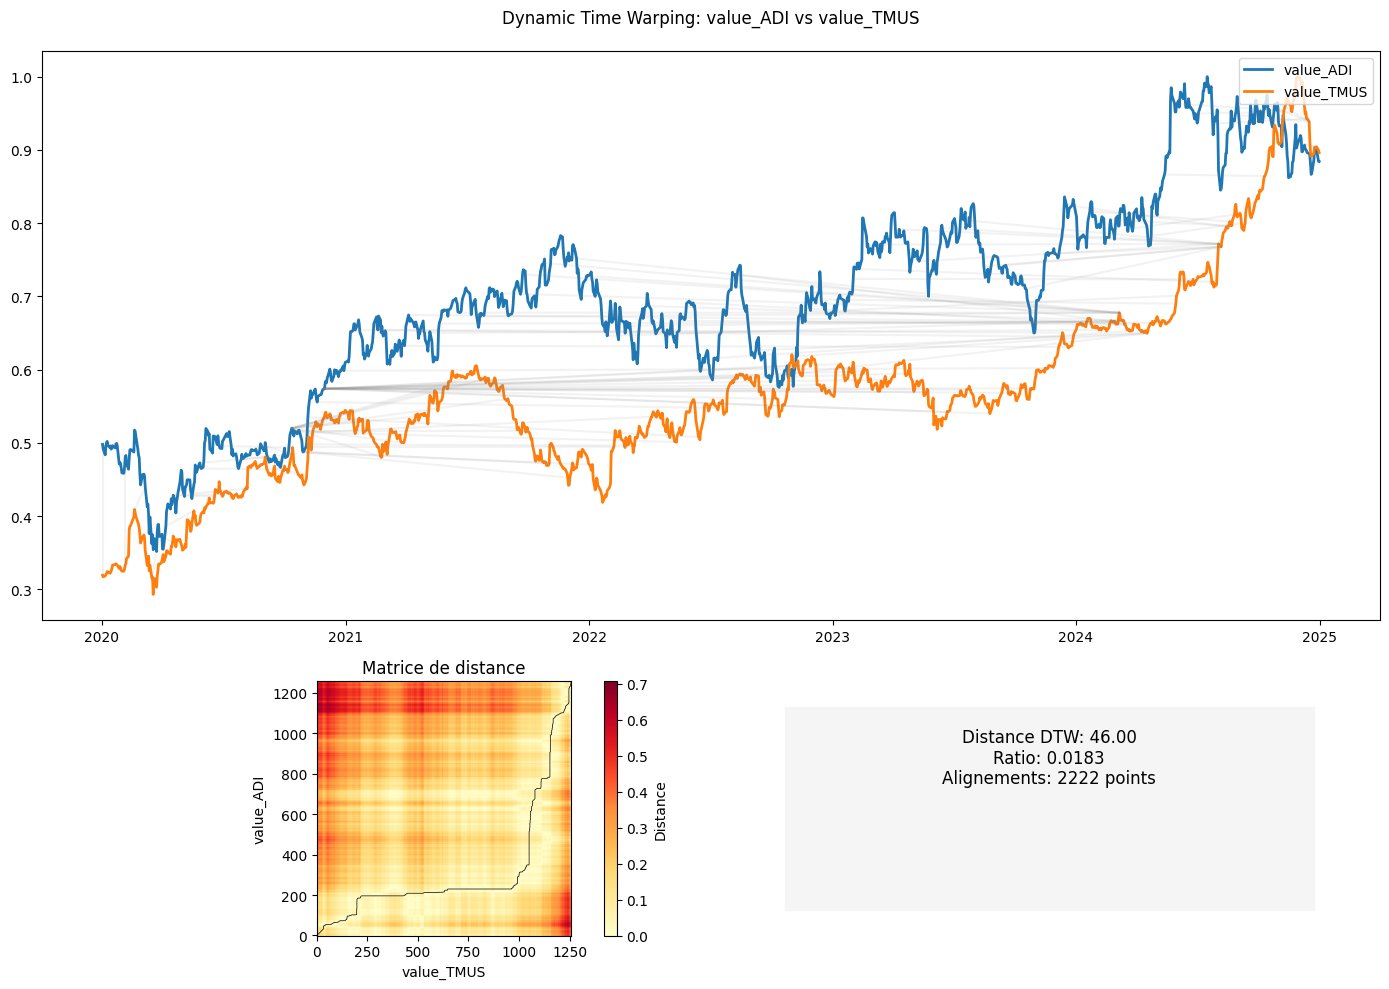 Dynamic Time Warping: value_ADI vs value_TMUS
value_ADI
value_TMUS
1.0
0.9
0.8
0.7
0.6
0.5
0.4
0.3
2020 2021 2022 2023 2024 2025
Matrice de distance
value_ADI
1200
1000
800
600
400
200
0
0 250 500 750 1000 1250
value_TMUS
0.7
0.6
0.5
0.4
0.3
0.2
0.1
0.0
Distance
Distance DTW: 46.00
Ratio: 0.0183
Alignements: 2222 points